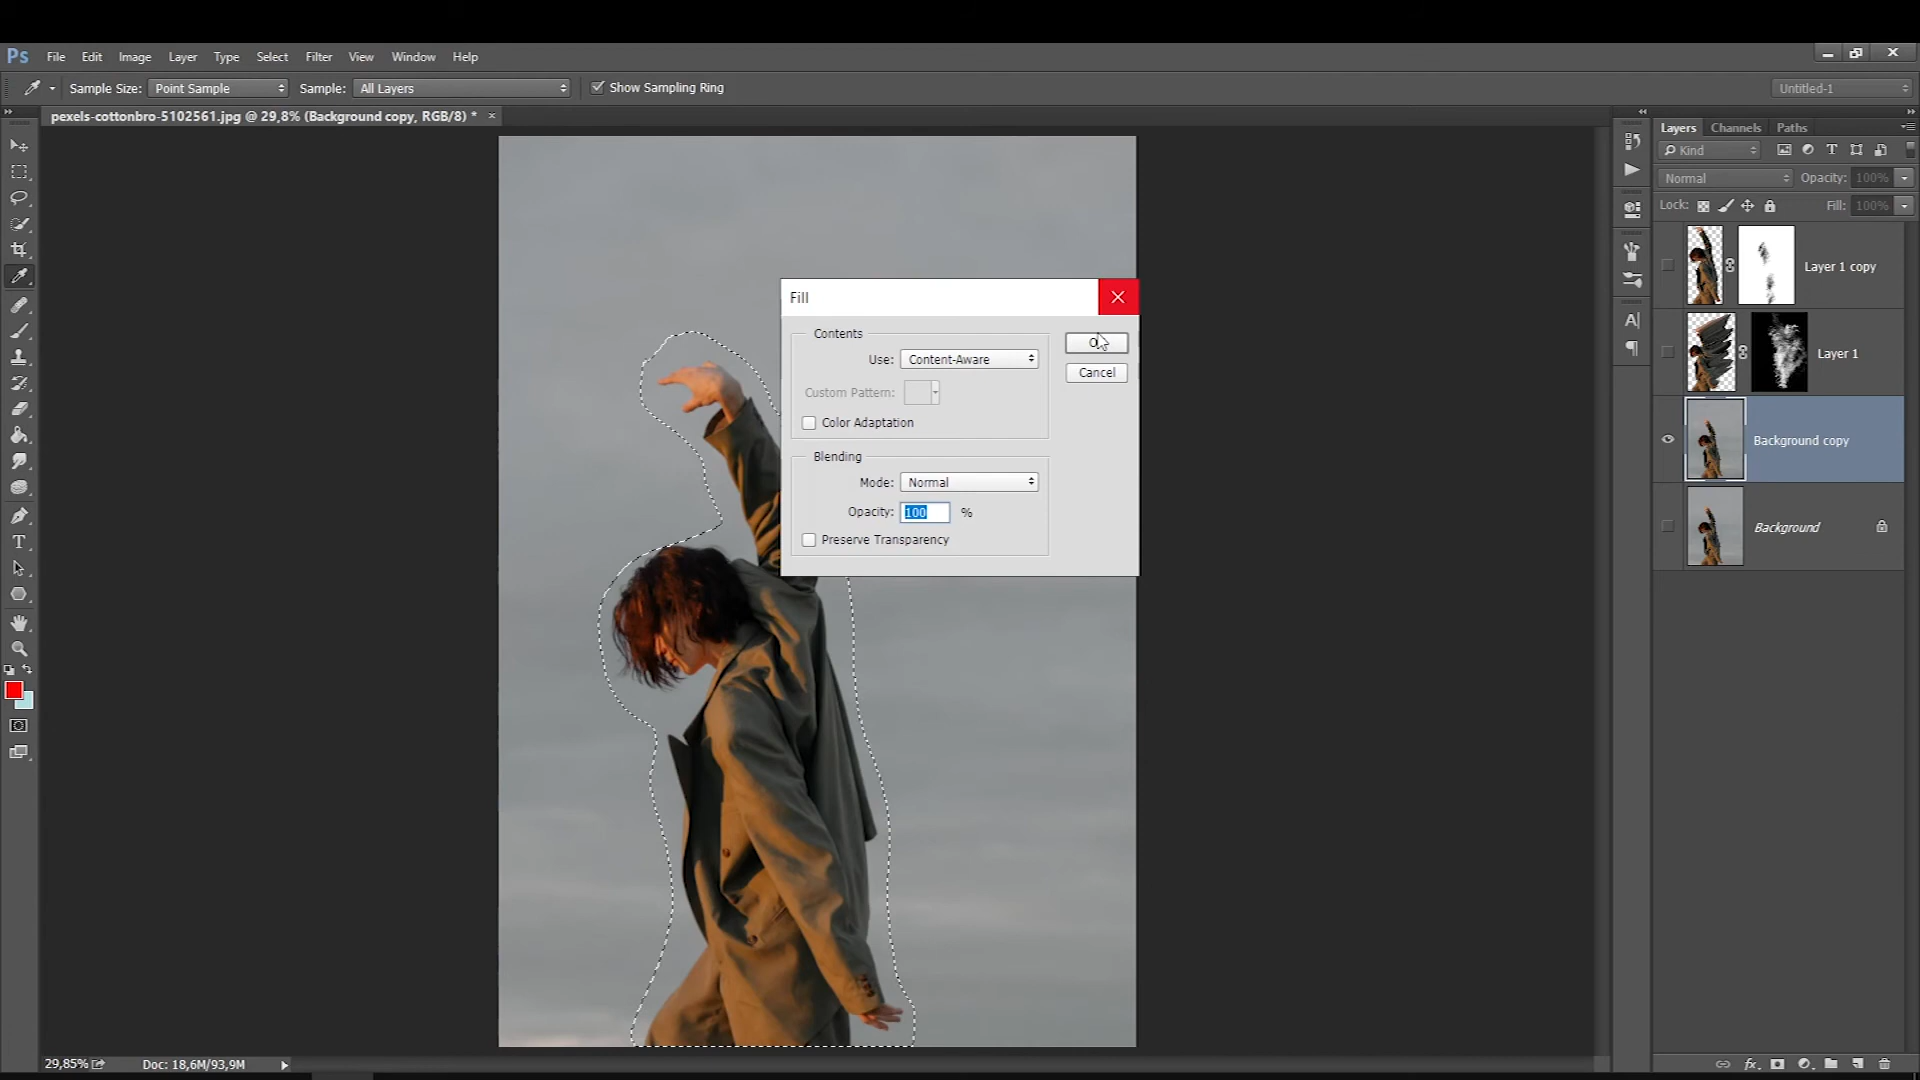 Ps File Edit Image Layer Type Select Filter View Window Help
Sample Size: Point Sample Sample: All Layers Show Sampling Ring Untitled-1
pexels-cottonbro-5102561.jpg @ 29,8% (Background copy, RGB/8) * ×
Layers Channels Paths
Kind
Normal Opacity: 100%
Lock: Fill: 100%
Layer 1 copy
Layer 1
Background copy
Background
Fill
Contents
Use: Content-Aware
Custom Pattern:
Color Adaptation
Blending
Mode: Normal
Opacity: 100 %
Preserve Transparency
Cancel
29,85% Doc: 18,6M/93,9M